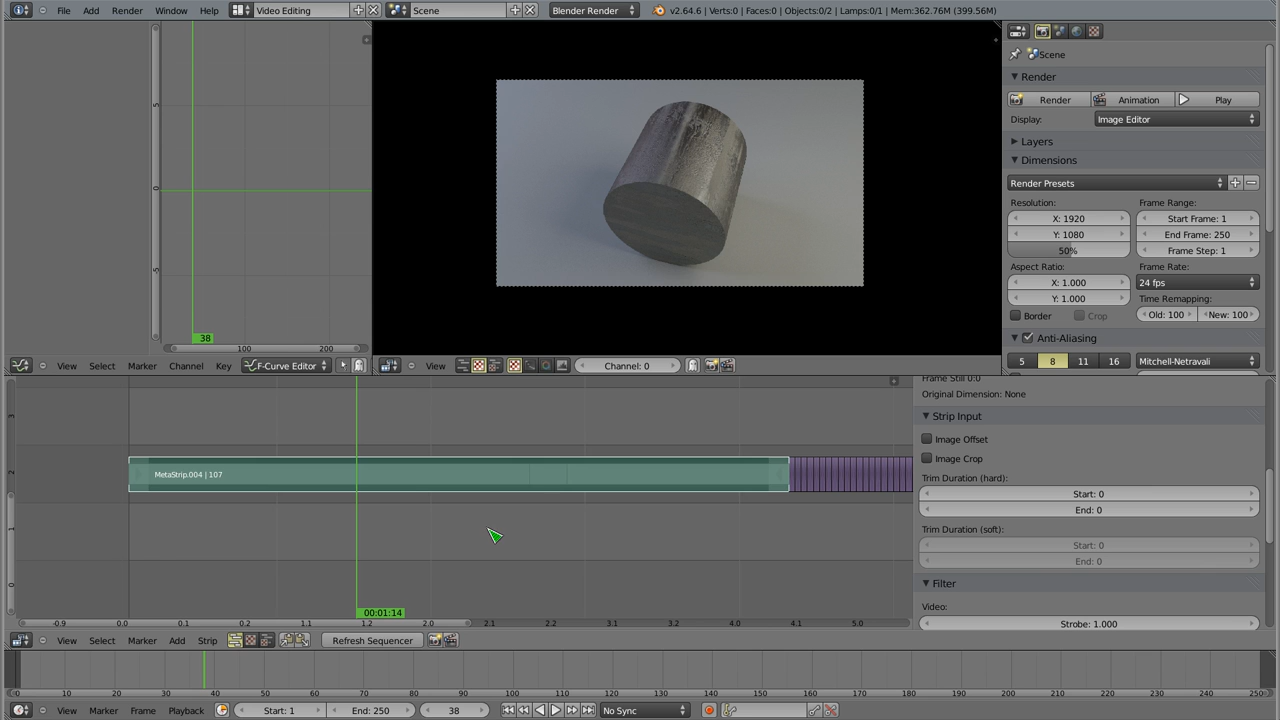 File Add Render Window Help Video Editing Scene Blender Render v2.64.6 | Verts:0 | Faces:0 | Objects:0/2 | Lamps:0/1 | Mem:362.76M (399.56M)
Scene
Render
Render Animation Play
Display: Image Editor
Layers
Dimensions
Render Presets
Resolution: Frame Range:
X: 1920 Start Frame: 1
Y: 1080 End Frame: 250
50% Frame Step: 1
Aspect Ratio: Frame Rate:
X: 1.000 24 fps
Y: 1.000 Time Remapping:
Border Crop Old: 100 New: 100
Anti-Aliasing
5 8 11 16 Mitchell-Netravali
5
0
-5
38
100 200
View Select Marker Channel Key F-Curve Editor View Channel: 0
Frame Still 0:0
Original Dimension: None
Strip Input
Image Offset
Image Crop
Trim Duration (hard):
Start: 0
End: 0
Trim Duration (soft):
Start: 0
End: 0
Filter
Video:
Strobe: 1.000
3
2
1
0
MetaStrip.004 | 107
00:01:14
-0.9 0.0 0.1 0.2 1.2 2.0 2.1 2.2 3.1 3.2 4.0 4.1 5.0
View Select Marker Add Strip Refresh Sequencer
0 10 20 30 40 50 60 70 80 90 100 110 120 130 140 150 160 170 180 190 200 210 220 230 240 250
View Marker Frame Playback Start: 1 End: 250 38 No Sync